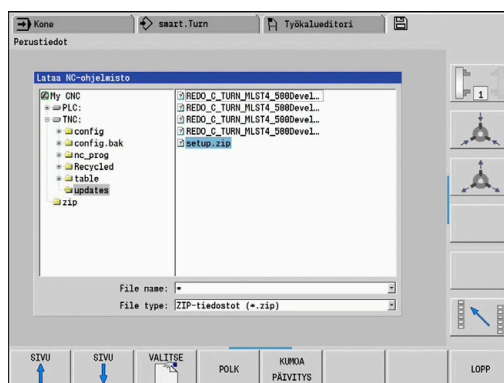 Kone
smart.Turn
Työkalueditori
Perustiedot
Lataa NC-ohjelmisto
My CNC
PLC:
TNC:
config
config.bak
nc_prog
Recycled
table
updates
zip
REDO_C_TURN_MLST4_500Devel…
REDO_C_TURN_MLST4_500Devel…
REDO_C_TURN_MLST4_500Devel…
REDO_C_TURN_MLST4_500Devel…
setup.zip
File name: *
File type: ZIP-tiedostot (*.zip)
1
SIVU
SIVU
VALITSE
POLK
KUMOA
PÄIVITYS
LOPP